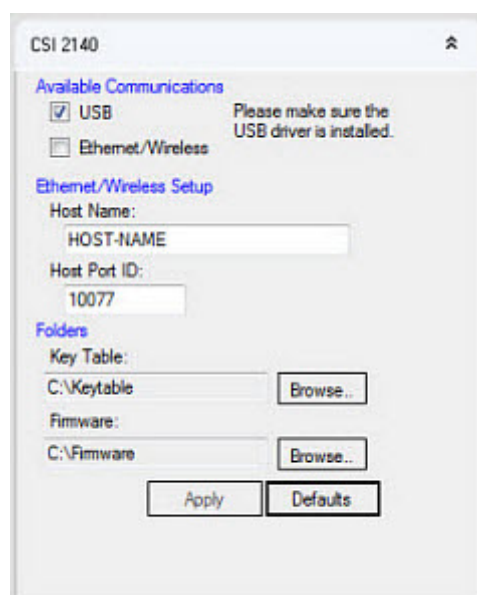 CSI 2140
Available Communications
USB
Please make sure the
USB driver is installed.
Ethernet/Wireless
Ethernet/Wireless Setup
Host Name:
HOST-NAME
Host Port ID:
10077
Folders
Key Table:
C:\Keytable
Browse..
Firmware:
C:\Firmware
Browse..
Apply
Defaults